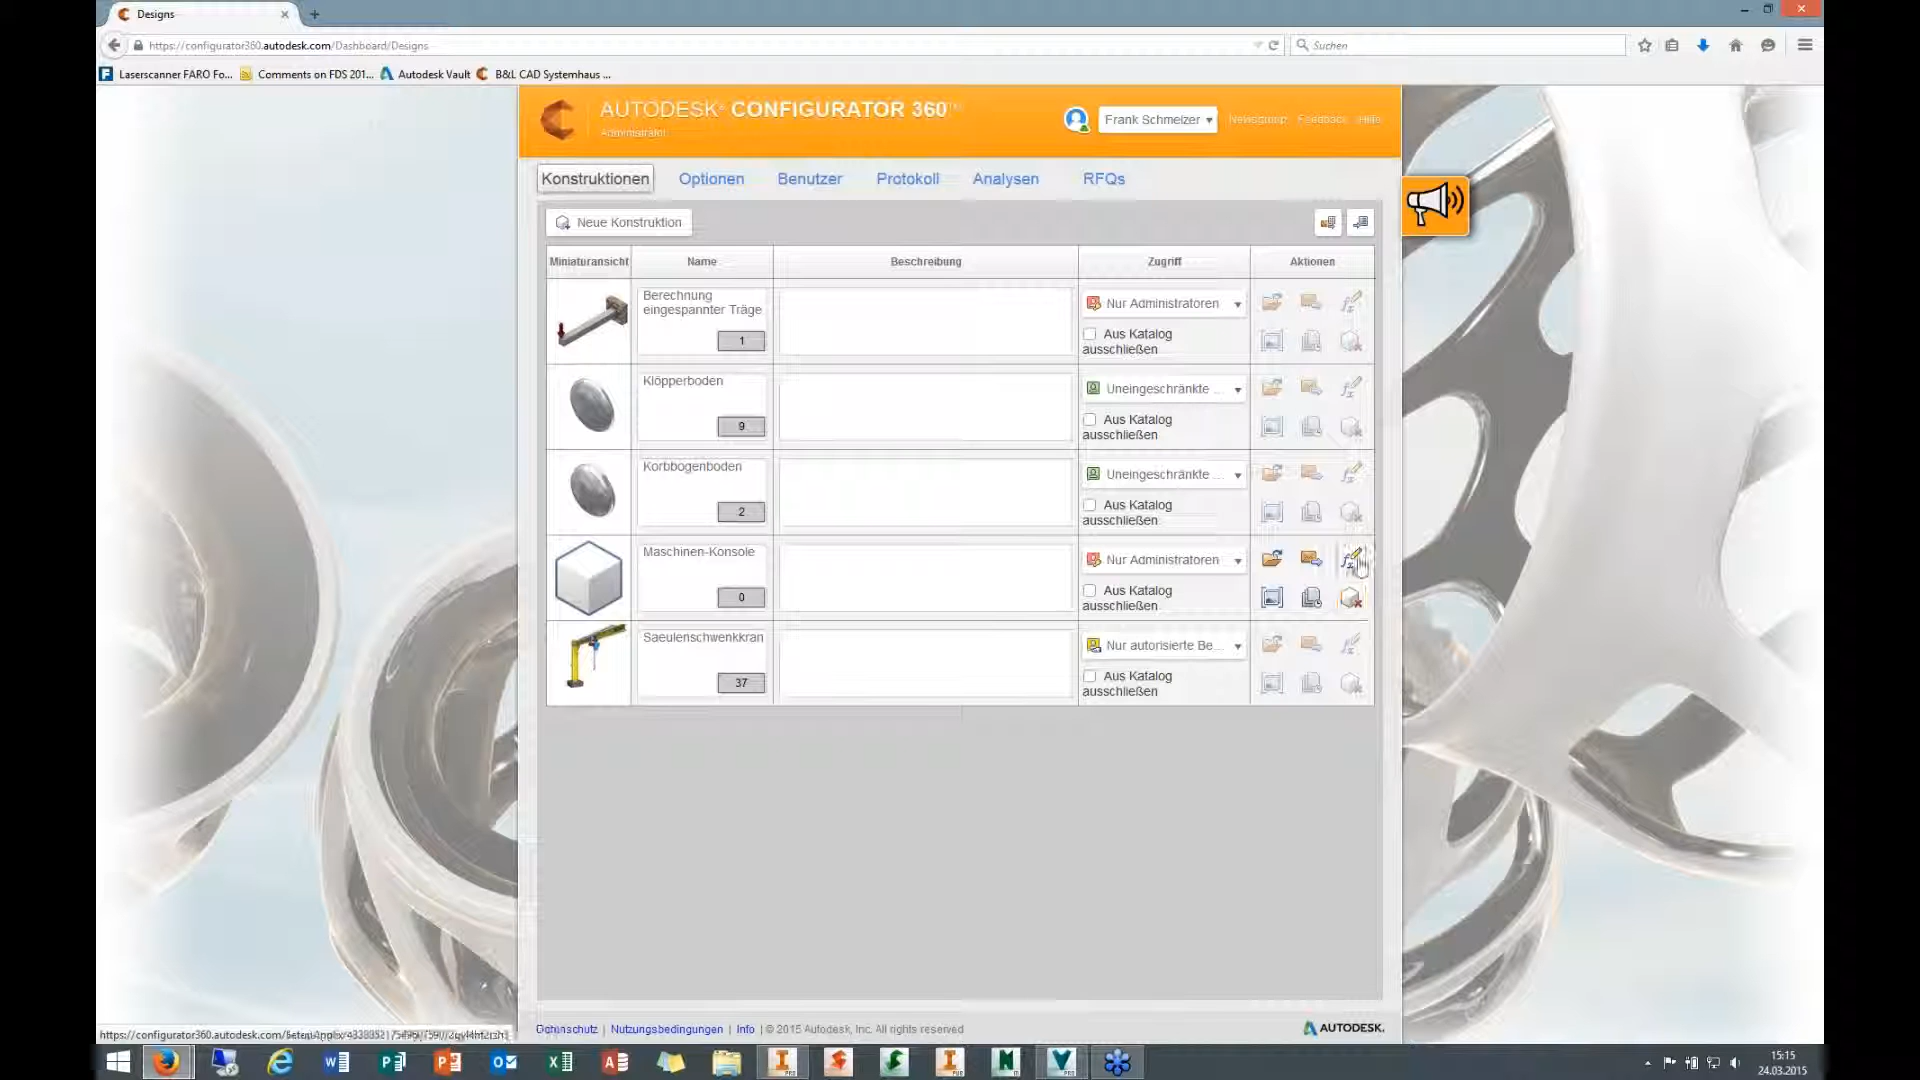 Designs
https://configurator360.autodesk.com/Dashboard/Designs
Suchen
Laserscanner FARO Fo...
Comments on FDS 201...
Autodesk Vault
B&L CAD Systemhaus ...
AUTODESK® CONFIGURATOR 360™
Administrator
Frank Schmelzer
Newsgroup
Feedback
Hilfe
Konstruktionen
Optionen
Benutzer
Protokoll
Analysen
RFQs
Neue Konstruktion
Miniaturansicht
Name
Beschreibung
Zugriff
Aktionen
Berechnung
eingespannter Träge
1
Nur Administratoren
Aus Katalog
ausschließen
Klöpperboden
9
Uneingeschränkte ...
Aus Katalog
ausschließen
Korbbogenboden
2
Uneingeschränkte ...
Aus Katalog
ausschließen
Maschinen-Konsole
0
Nur Administratoren
Aus Katalog
ausschließen
Saeulenschwenkkran
37
Nur autorisierte Be...
Aus Katalog
ausschließen
Datenschutz | Nutzungsbedingungen | Info | © 2015 Autodesk, Inc. All rights reserved
AUTODESK.
15:15
24.03.2015